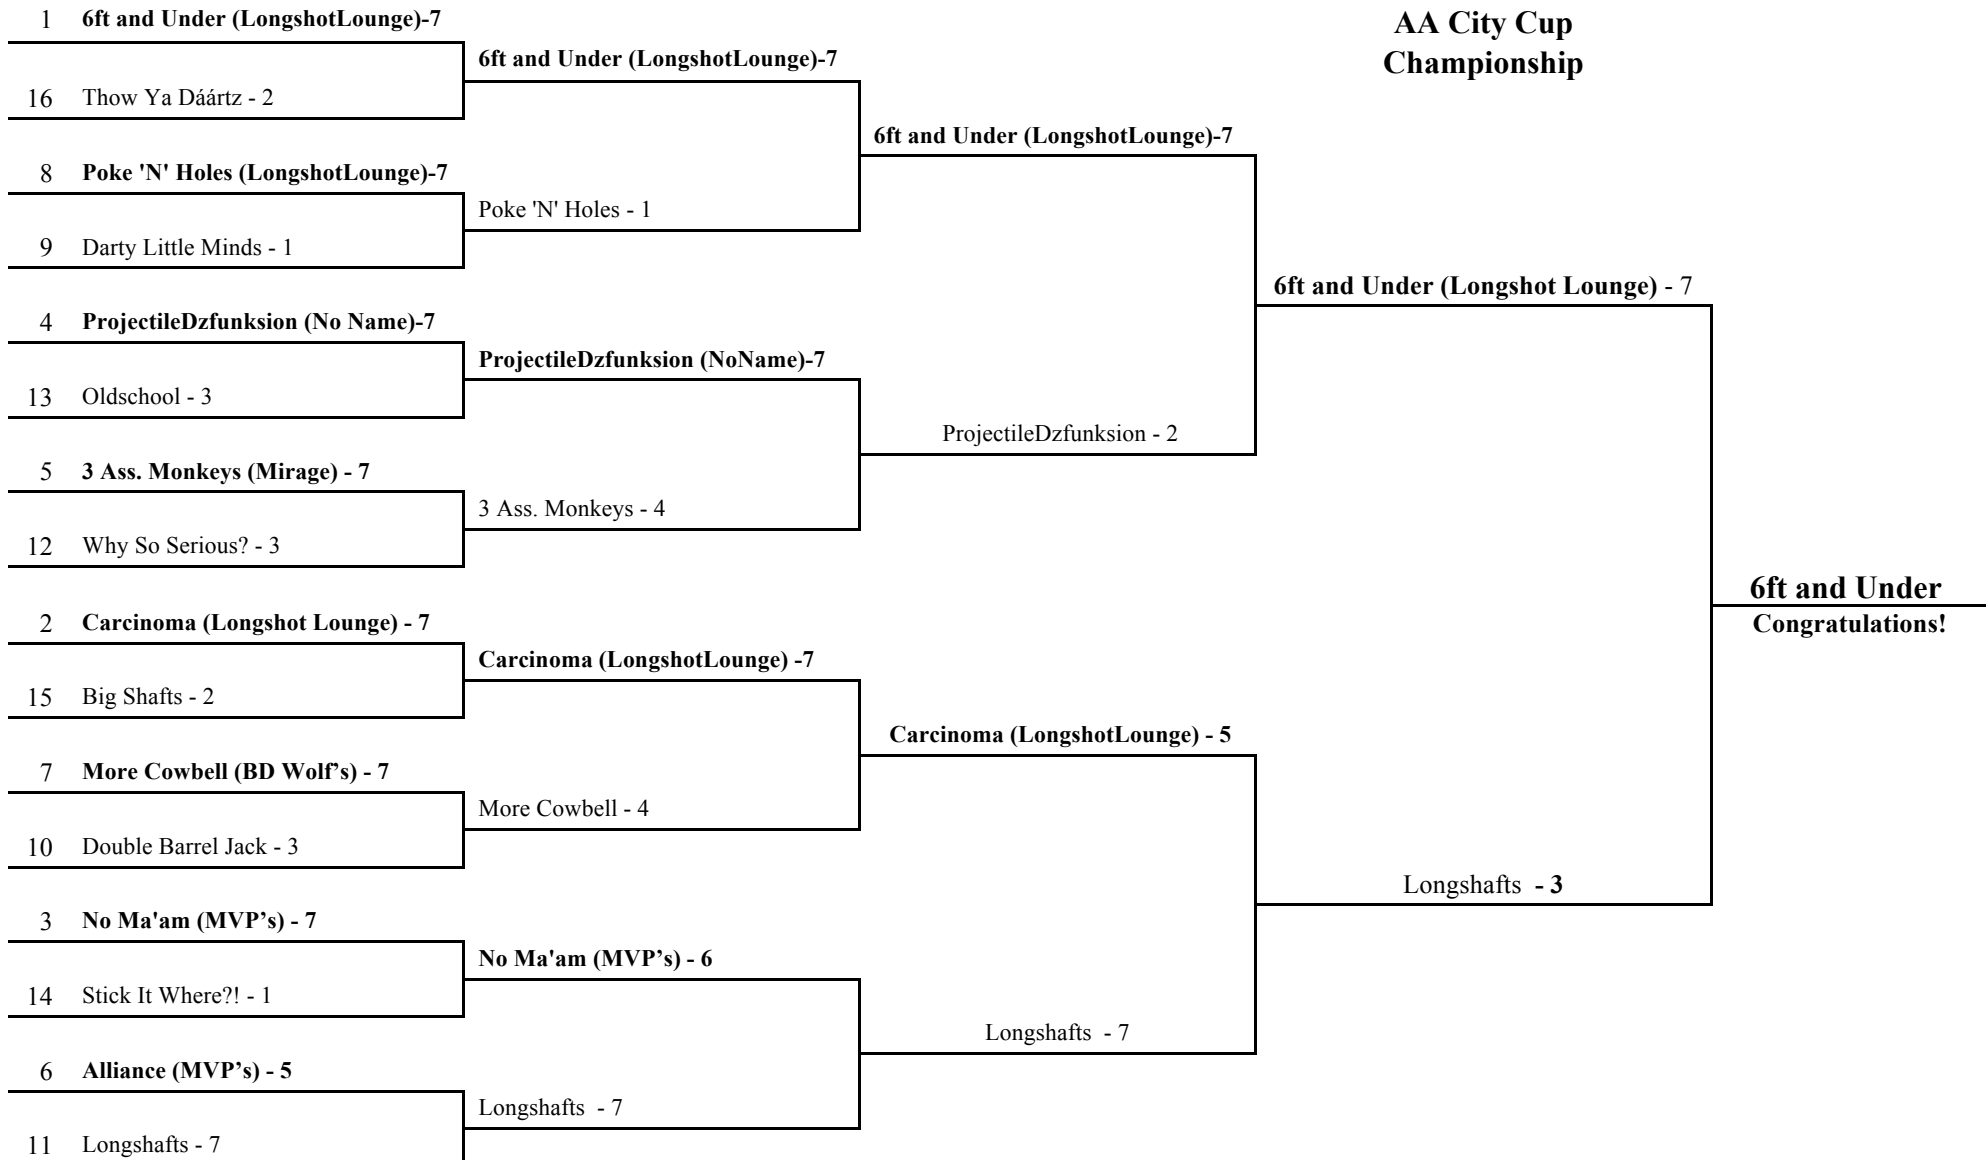 AA City Cup
Championship
1 6ft and Under (LongshotLounge)-7
16 Thow Ya Dáártz - 2
8 Poke 'N' Holes (LongshotLounge)-7
9 Darty Little Minds - 1
4 ProjectileDzfunksion (No Name)-7
13 Oldschool - 3
5 3 Ass. Monkeys (Mirage) - 7
12 Why So Serious? - 3
2 Carcinoma (Longshot Lounge) - 7
15 Big Shafts - 2
7 More Cowbell (BD Wolf’s) - 7
10 Double Barrel Jack - 3
3 No Ma'am (MVP’s) - 7
14 Stick It Where?! - 1
6 Alliance (MVP’s) - 5
11 Longshafts - 7
6ft and Under (LongshotLounge)-7
Poke 'N' Holes - 1
ProjectileDzfunksion (NoName)-7
3 Ass. Monkeys - 4
Carcinoma (LongshotLounge) -7
More Cowbell - 4
No Ma'am (MVP’s) - 6
Longshafts - 7
6ft and Under (LongshotLounge)-7
ProjectileDzfunksion - 2
Carcinoma (LongshotLounge) - 5
Longshafts - 7
6ft and Under (Longshot Lounge) - 7
Longshafts - 3
6ft and Under
Congratulations!